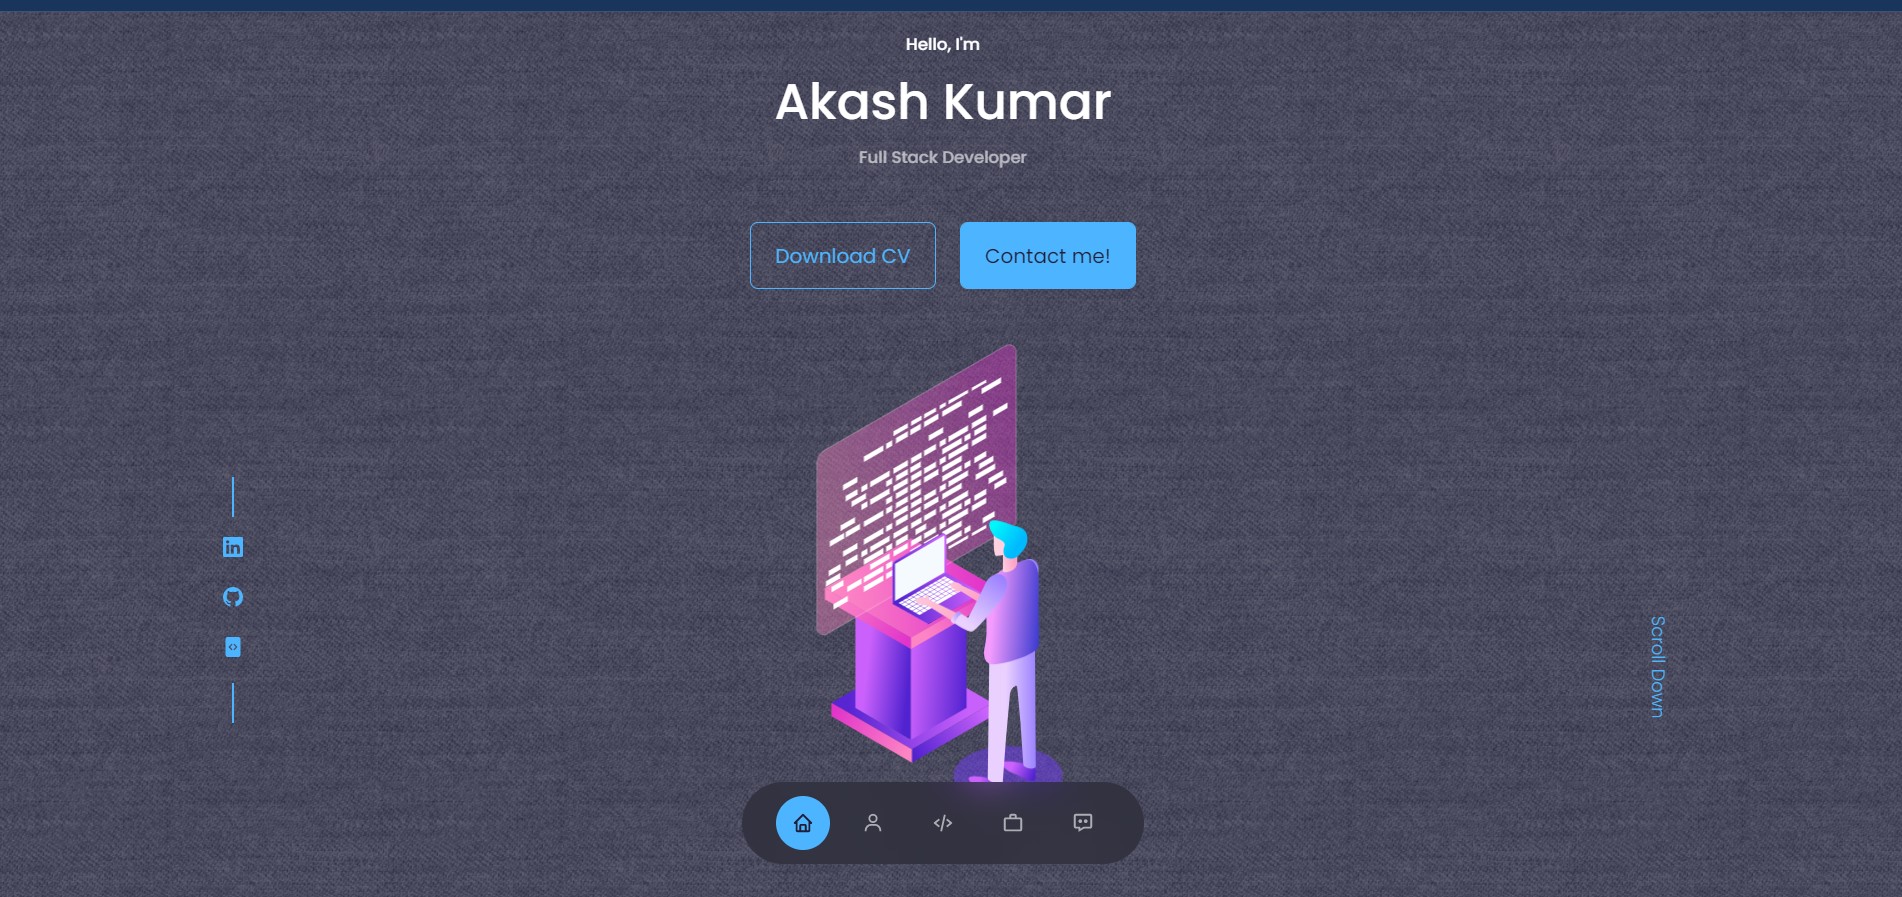 Hello, I'm
Akash Kumar
Full Stack Developer
Download CV
Contact me!
Scroll Down